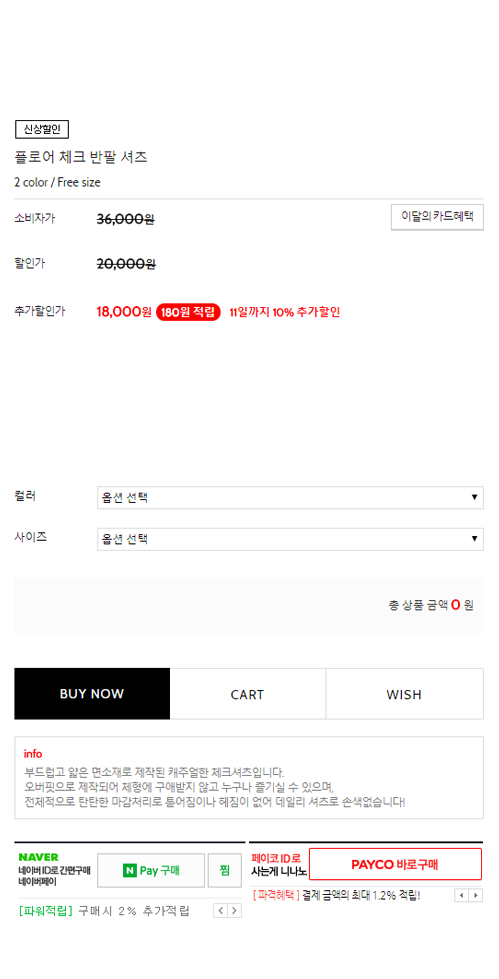 신상할인
플로어 체크 반팔 셔츠
2 color / Free size
소비자가 36,000원 이달의 카드혜택
할인가 20,000원
추가할인가 18,000원 180원 적립 11일까지 10% 추가할인
컬러 옵션 선택 ▼
사이즈 옵션 선택 ▼
총 상품 금액 0 원
BUY NOW CART WISH
info
부드럽고 얇은 면소재로 제작된 캐주얼한 체크셔츠입니다.
오버핏으로 제작되어 체형에 구애받지 않고 누구나 즐기실 수 있으며,
전체적으로 탄탄한 마감처리로 틀어짐이나 헤짐이 없어 데일리 셔츠로 손색없습니다!
NAVER
네이버 ID로 간편구매
네이버페이
N Pay 구매 찜
[파워적립] 구매 시 2% 추가적립
페이코 ID 로
사는게 니나노
PAYCO 바로구매
[ 파격혜택 ] 결제 금액의 최대 1.2% 적립!